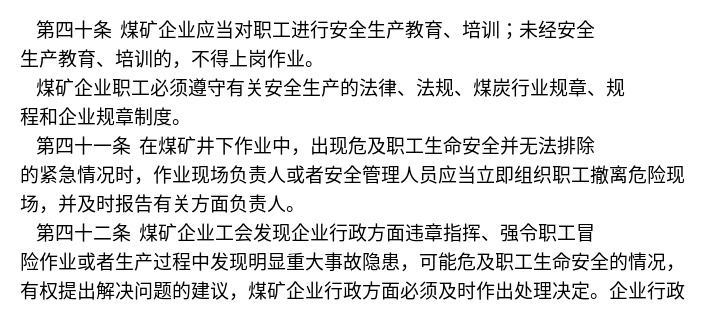 第四十条 煤矿企业应当对职工进行安全生产教育、培训；未经安全
生产教育、培训的，不得上岗作业。
煤矿企业职工必须遵守有关安全生产的法律、法规、煤炭行业规章、规
程和企业规章制度。
第四十一条 在煤矿井下作业中，出现危及职工生命安全并无法排除
的紧急情况时，作业现场负责人或者安全管理人员应当立即组织职工撤离危险现
场，并及时报告有关方面负责人。
第四十二条 煤矿企业工会发现企业行政方面违章指挥、强令职工冒
险作业或者生产过程中发现明显重大事故隐患，可能危及职工生命安全的情况，
有权提出解决问题的建议，煤矿企业行政方面必须及时作出处理决定。企业行政